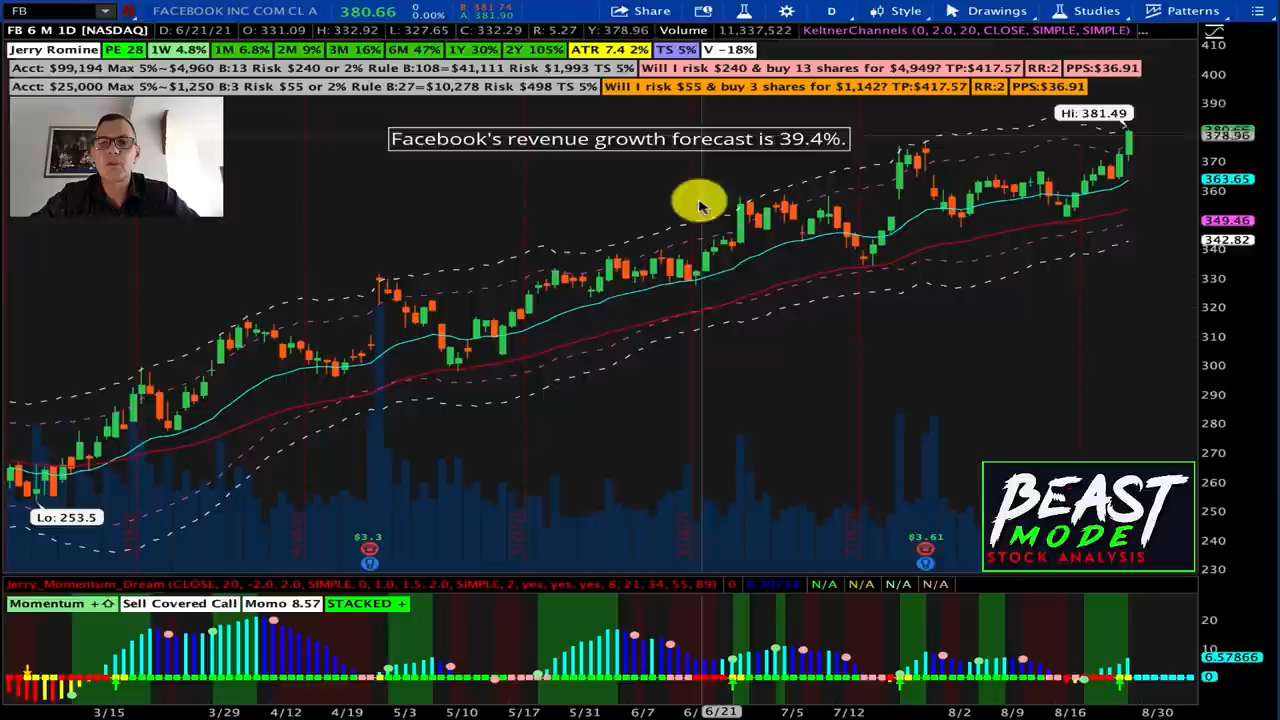 FB
FACEBOOK INC COM CL A
380.66
0
0.00%
B: 381.74
A: 381.90
Share
D
Style
Drawings
Studies
Patterns
FB 6 M 1D [NASDAQ]
D: 6/21/21
O: 331.09
H: 332.92
L: 327.65
C: 332.29
R: 5.27
Y: 378.96
Volume
11,337,522
KeltnerChannels (0, 2.0, 20, CLOSE, SIMPLE, SIMPLE)
...
Jerry Romine
PE 28
1W 4.8%
1M 6.8%
2M 9%
3M 16%
6M 47%
1Y 30%
2Y 105%
ATR 7.4 2%
TS 5%
V -18%
Acct: $99,194 Max 5%~$4,960 B:13 Risk $240 or 2% Rule B:108=$41,111 Risk $1,993 TS 5%
Will I risk $240 & buy 13 shares for $4,949? TP:$417.57
RR:2
PPS:$36.91
Acct: $25,000 Max 5%~$1,250 B:3 Risk $55 or 2% Rule B:27=$10,278 Risk $498 TS 5%
Will I risk $55 & buy 3 shares for $1,142? TP:$417.57
RR:2
PPS:$36.91
Facebook's revenue growth forecast is 39.4%.
Hi: 381.49
Lo: 253.5
410
400
390
378.96
370
363.65
360
349.46
342.82
340
330
320
310
300
290
280
270
260
250
240
230
$3.3
$3.61
BEAST
MODE
STOCK ANALYSIS
Jerry_Momentum_Dream (CLOSE, 20, -2.0, 2.0, SIMPLE, 0, 1.0, 1.5, 2.0, SIMPLE, 2, yes, yes, yes, 8, 21, 34, 55, 89)
0
N/A
N/A
N/A
N/A
Momentum +
Sell Covered Call
Momo 8.57
STACKED +
20
10
6.57866
0
3/15
3/29
4/12
4/19
5/3
5/10
5/17
5/31
6/7
6/
6/21
7/5
7/12
8/2
8/9
8/16
8/30